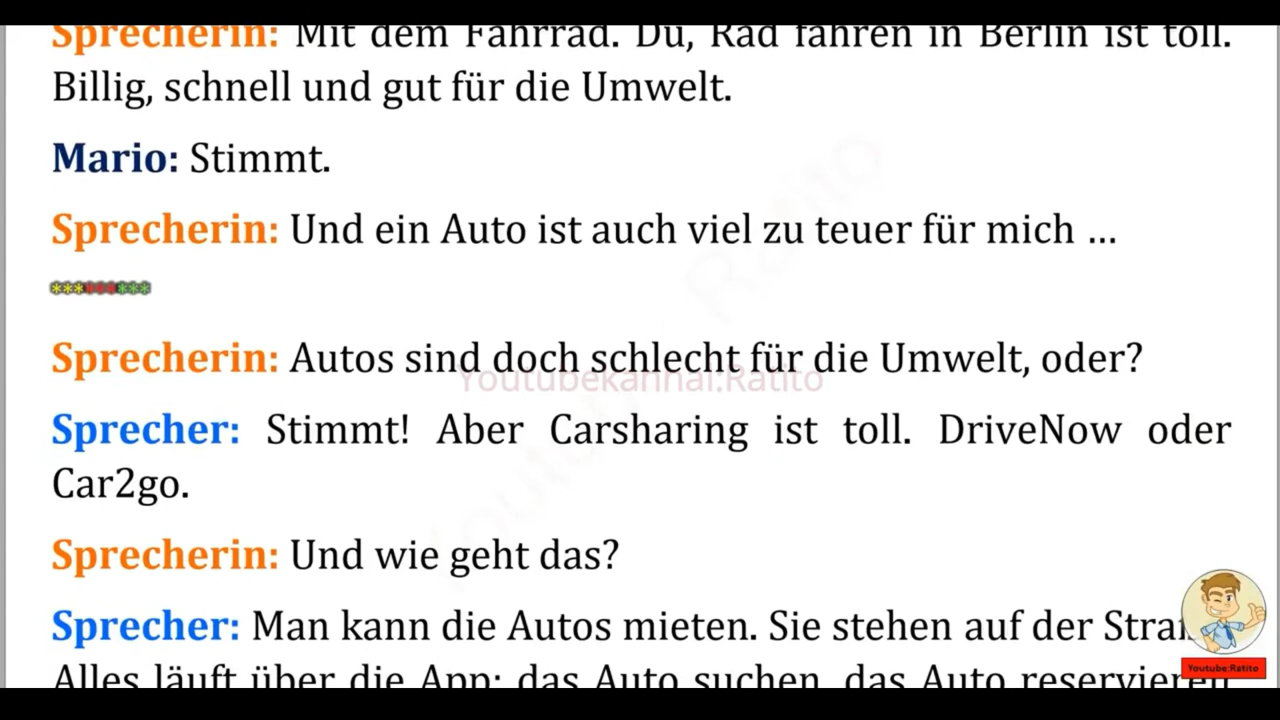 Sprecherin: Mit dem Fahrrad. Du, Rad fahren in Berlin ist toll.
Billig, schnell und gut für die Umwelt.
Mario: Stimmt.
Sprecherin: Und ein Auto ist auch viel zu teuer für mich ...
*********
Sprecherin: Autos sind doch schlecht für die Umwelt, oder?
Youtubekannal:Ratito
Sprecher: Stimmt! Aber Carsharing ist toll. DriveNow oder
Car2go.
Sprecherin: Und wie geht das?
Sprecher: Man kann die Autos mieten. Sie stehen auf der
Alles läuft über die App: das Auto suchen, das Auto reservieren
Youtube:Ratito